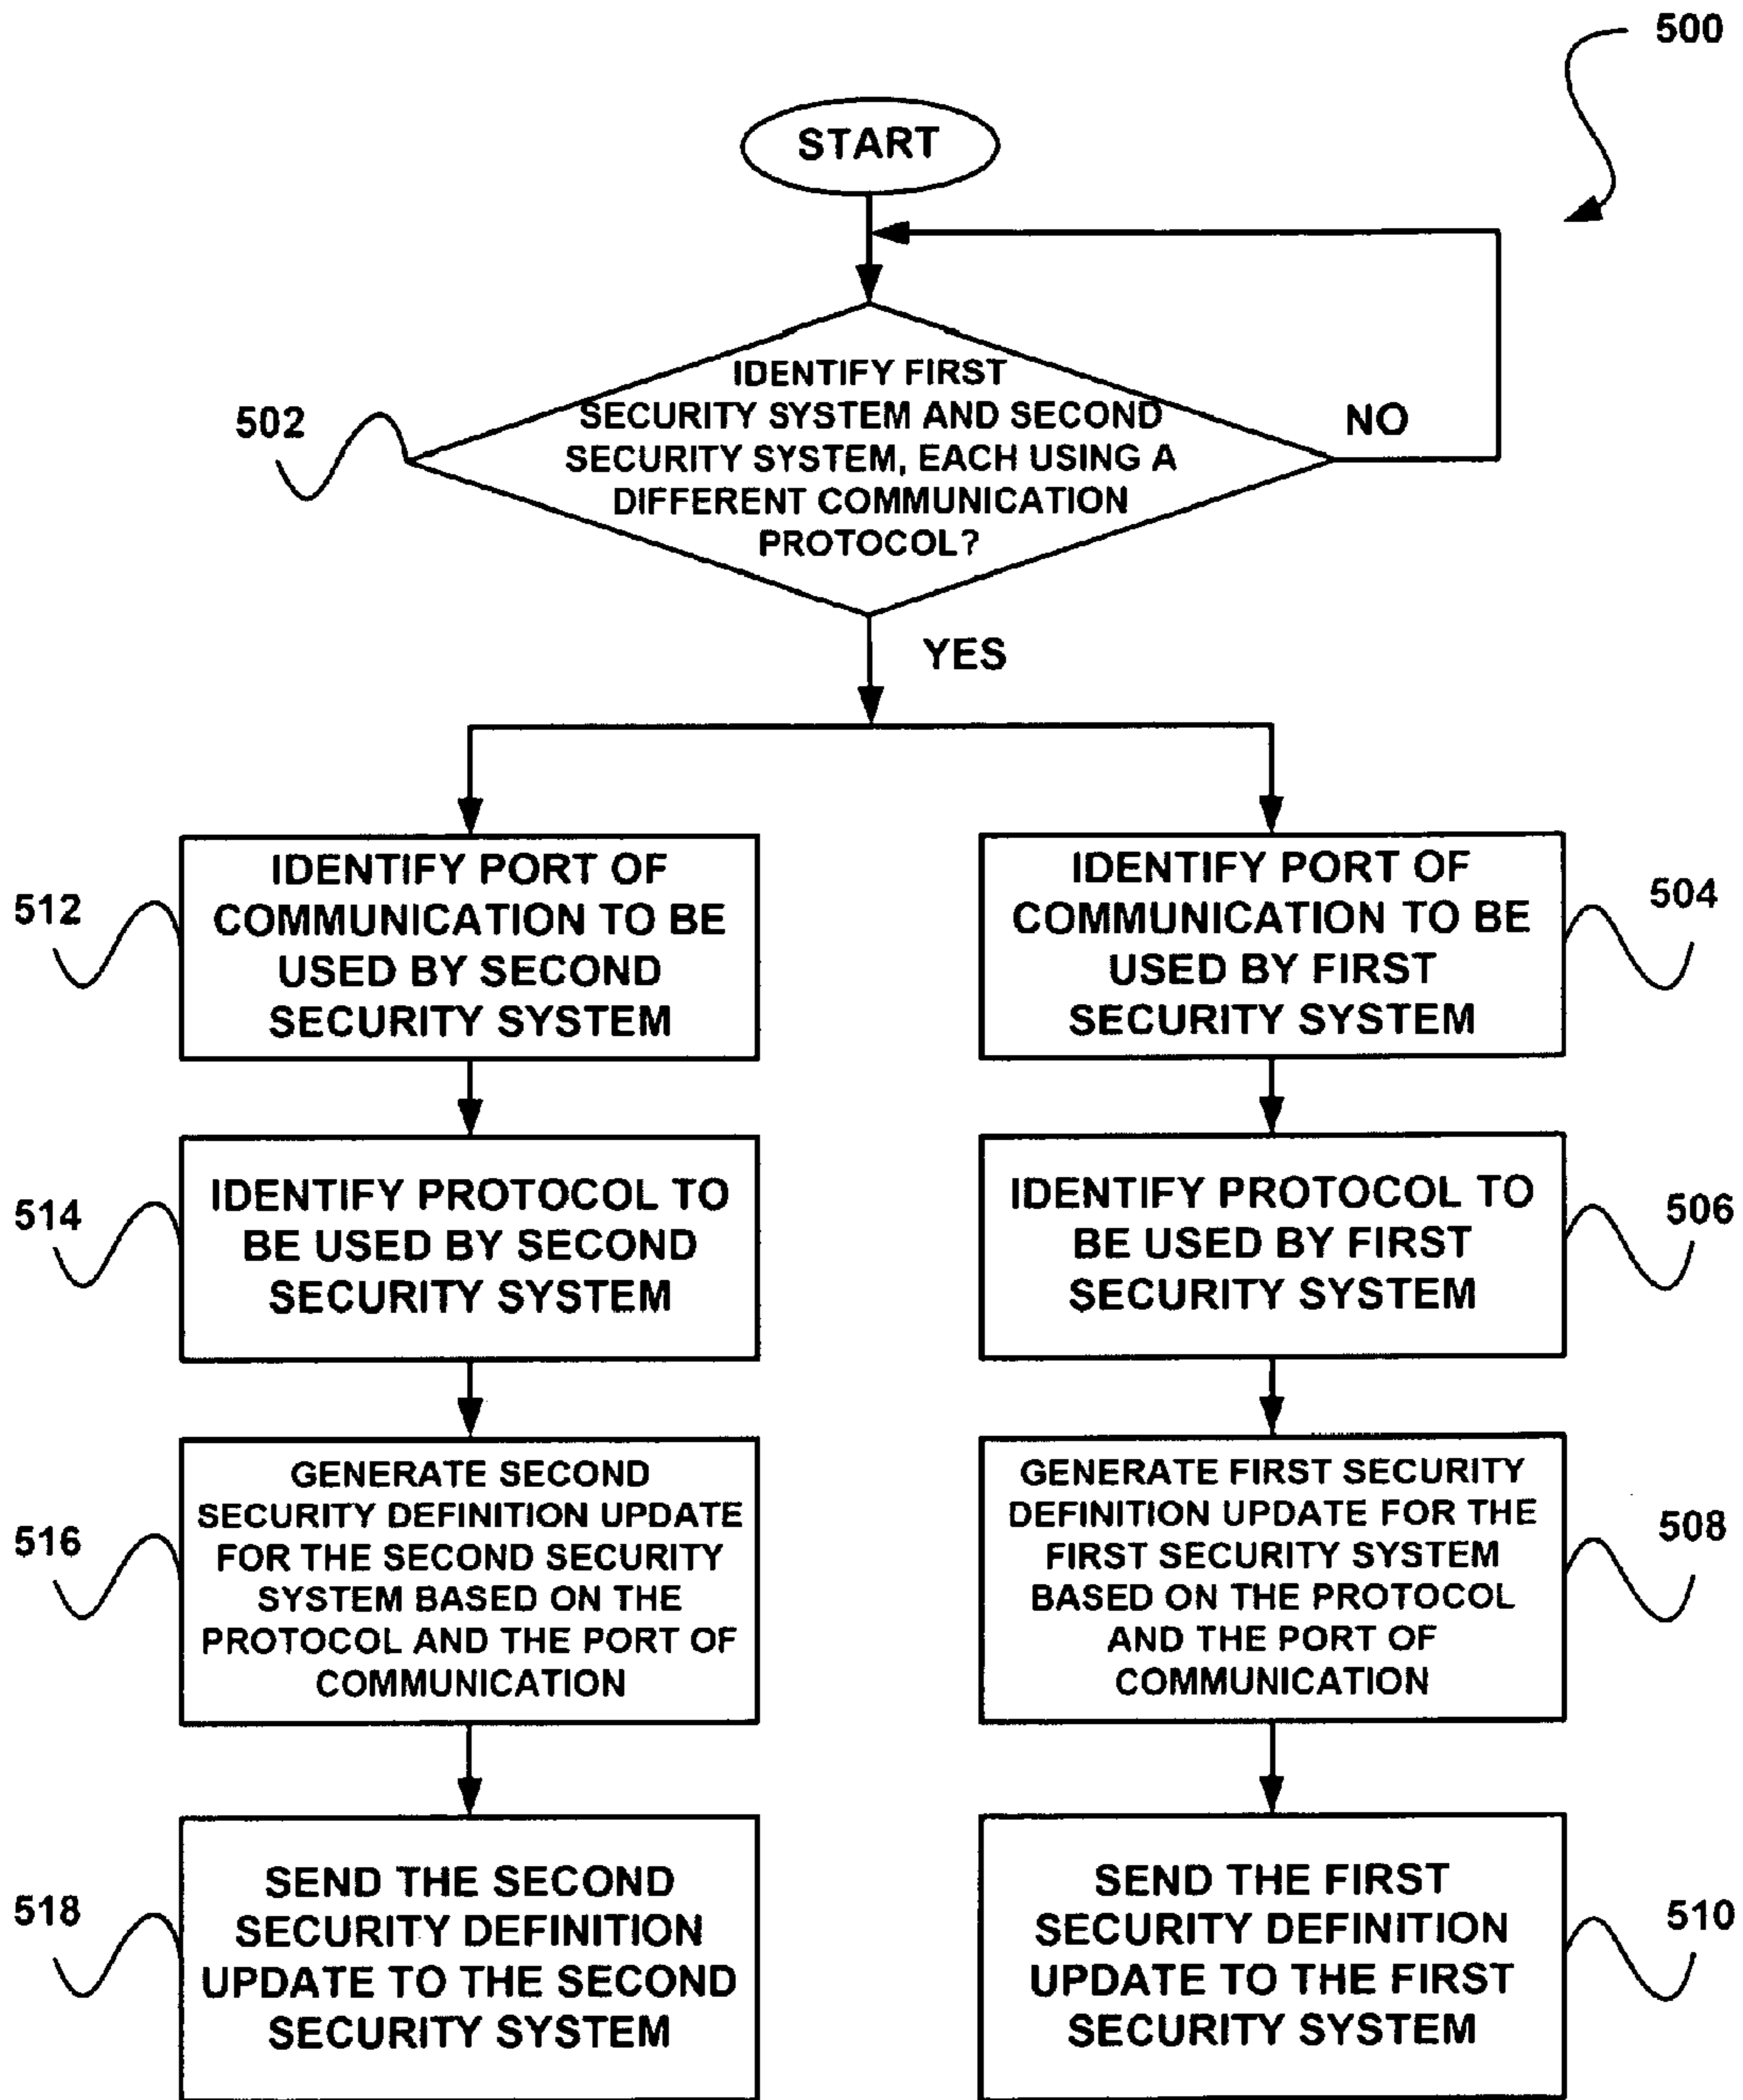 500
START
IDENTIFY FIRST
SECURITY SYSTEM AND SECOND
SECURITY SYSTEM, EACH USING A
DIFFERENT COMMUNICATION
PROTOCOL?
502
NO
YES
512
IDENTIFY PORT OF
COMMUNICATION TO BE
USED BY SECOND
SECURITY SYSTEM
IDENTIFY PORT OF
COMMUNICATION TO BE
USED BY FIRST
SECURITY SYSTEM
504
514
IDENTIFY PROTOCOL TO
BE USED BY SECOND
SECURITY SYSTEM
IDENTIFY PROTOCOL TO
BE USED BY FIRST
SECURITY SYSTEM
506
516
GENERATE SECOND
SECURITY DEFINITION UPDATE
FOR THE SECOND SECURITY
SYSTEM BASED ON THE
PROTOCOL AND THE PORT OF
COMMUNICATION
GENERATE FIRST SECURITY
DEFINITION UPDATE FOR THE
FIRST SECURITY SYSTEM
BASED ON THE PROTOCOL
AND THE PORT OF
COMMUNICATION
508
518
SEND THE SECOND
SECURITY DEFINITION
UPDATE TO THE SECOND
SECURITY SYSTEM
SEND THE FIRST
SECURITY DEFINITION
UPDATE TO THE FIRST
SECURITY SYSTEM
510